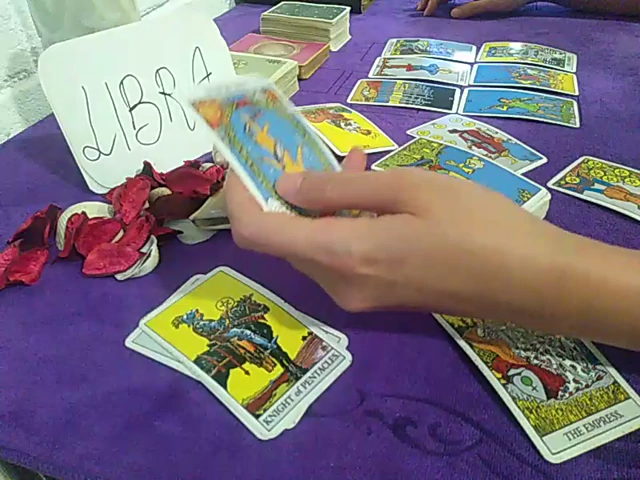 LIBRA
KNIGHT of PENTACLES
THE EMPRESS.